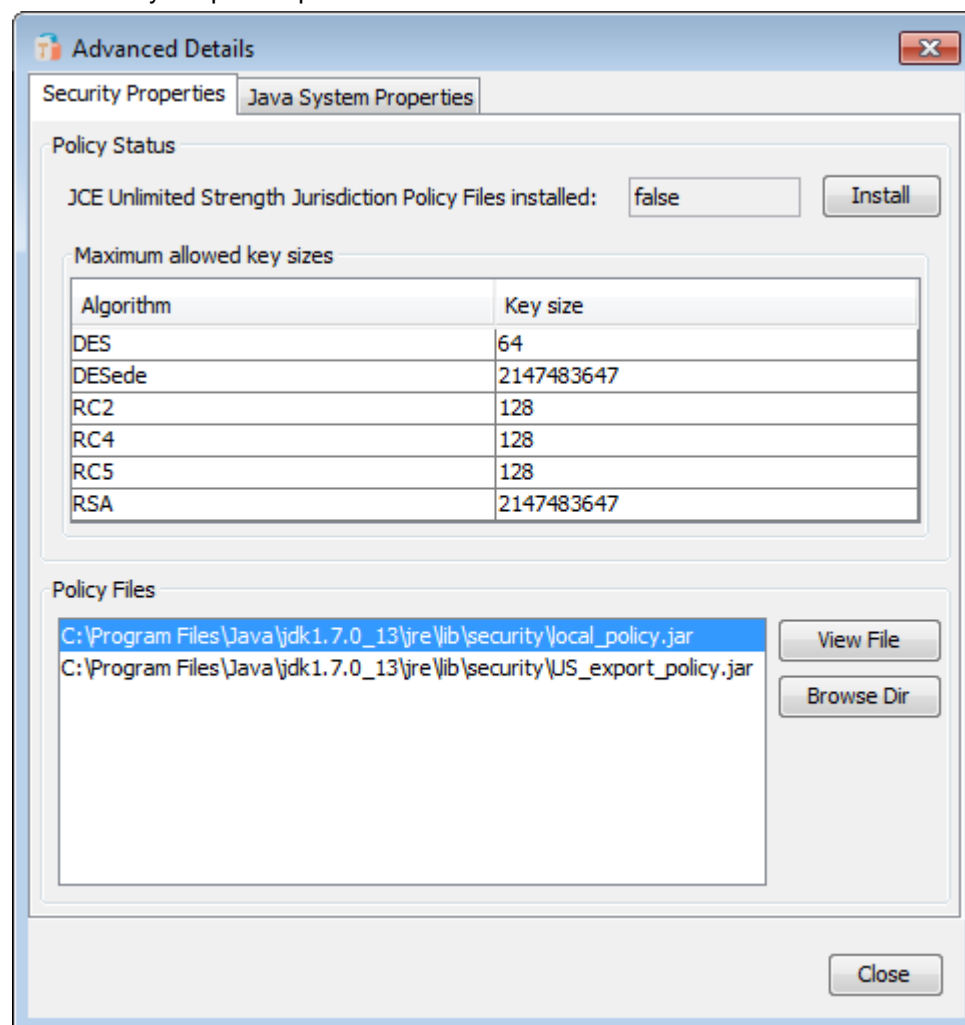 Advanced Details
Security Properties Java System Properties
Policy Status
JCE Unlimited Strength Jurisdiction Policy Files installed: false Install
Maximum allowed key sizes
Algorithm Key size
DES 64
DESede 2147483647
RC2 128
RC4 128
RC5 128
RSA 2147483647
Policy Files
C:\Program Files\Java\jdk1.7.0_13\jre\lib\security\local_policy.jar View File
C:\Program Files\Java\jdk1.7.0_13\jre\lib\security\US_export_policy.jar
Browse Dir
Close